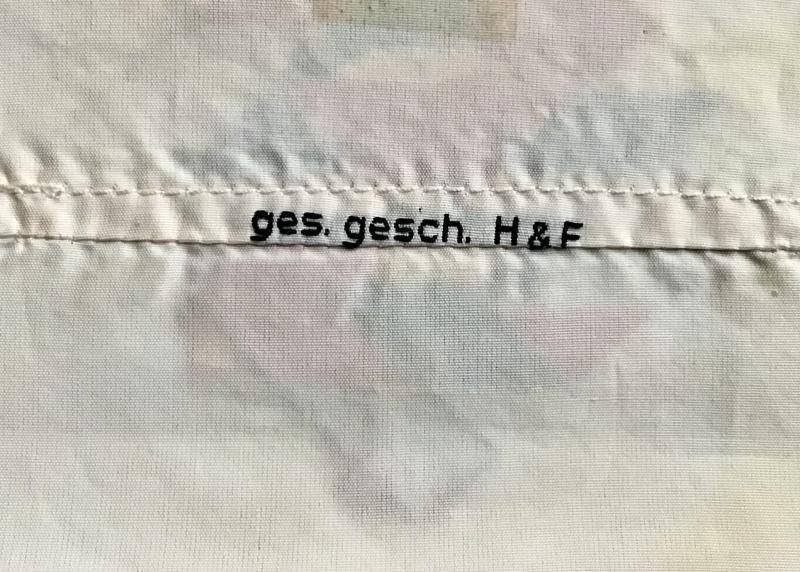 ges. gesch. H & F